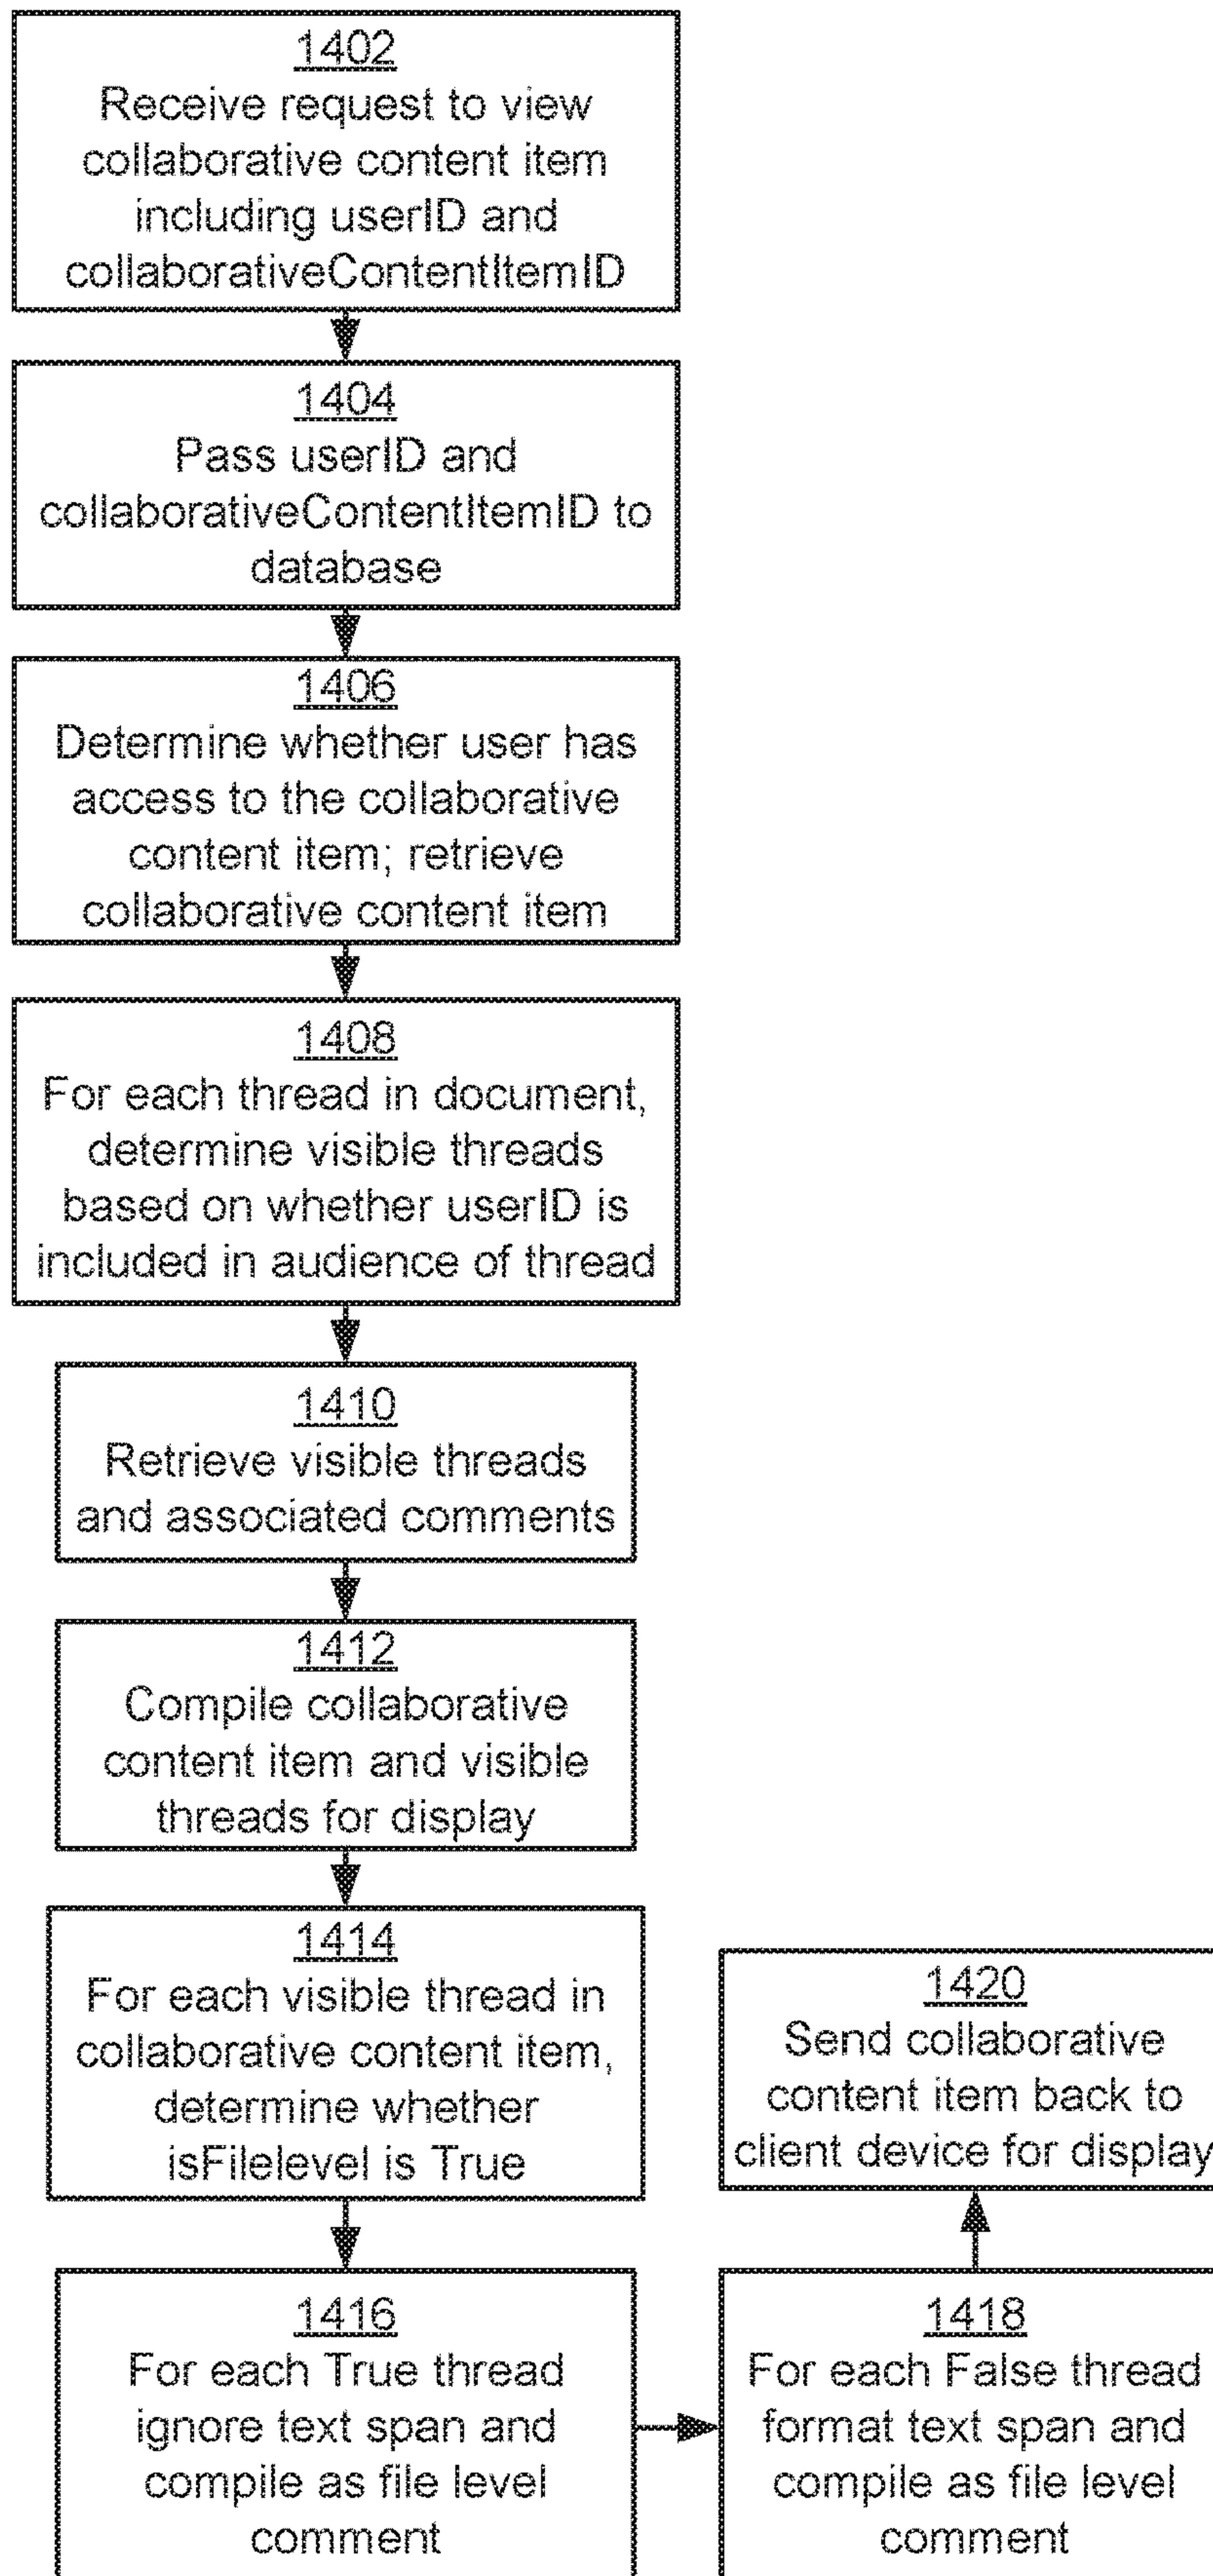 1402
Receive request to view
collaborative content item
including userID and
collaborativeContentItemID
1404
Pass userID and
collaborativeContentItemID to
database
1406
Determine whether user has
access to the collaborative
content item; retrieve
collaborative content item
1408
For each thread in document,
determine visible threads
based on whether userID is
included in audience of thread
1410
Retrieve visible threads
and associated comments
1412
Compile collaborative
content item and visible
threads for display
1414
For each visible thread in
collaborative content item,
determine whether
isFilelevel is True
1416
For each True thread
ignore text span and
compile as file level
comment
1418
For each False thread
format text span and
compile as file level
comment
1420
Send collaborative
content item back to
client device for display